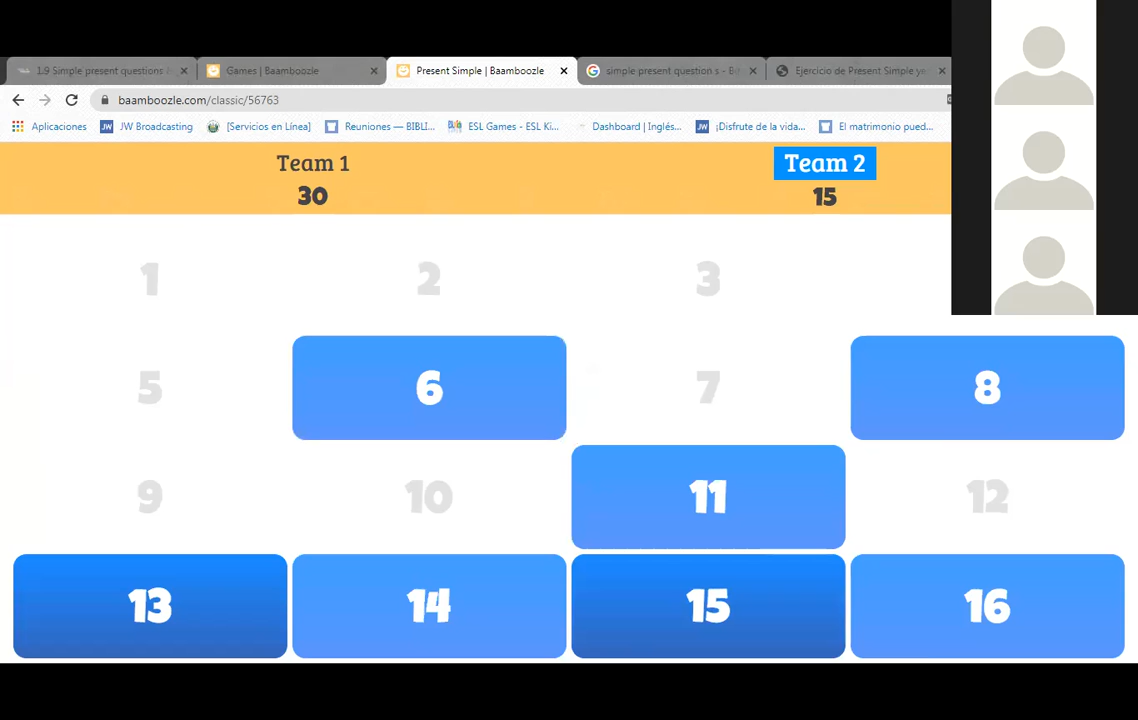 1.9 Simple present questions
Games | Baamboozle
Present Simple | Baamboozle
simple present question s - B
Ejercicio de Present Simple ye
baamboozle.com/classic/56763
Aplicaciones
JW Broadcasting
[Servicios en Línea]
Reuniones — BIBLI...
ESL Games - ESL Ki...
Dashboard | Inglés...
¡Disfrute de la vida...
El matrimonio pued...
Team 1
Team 2
30
15
1
2
3
5
6
7
8
9
10
11
12
13
14
15
16